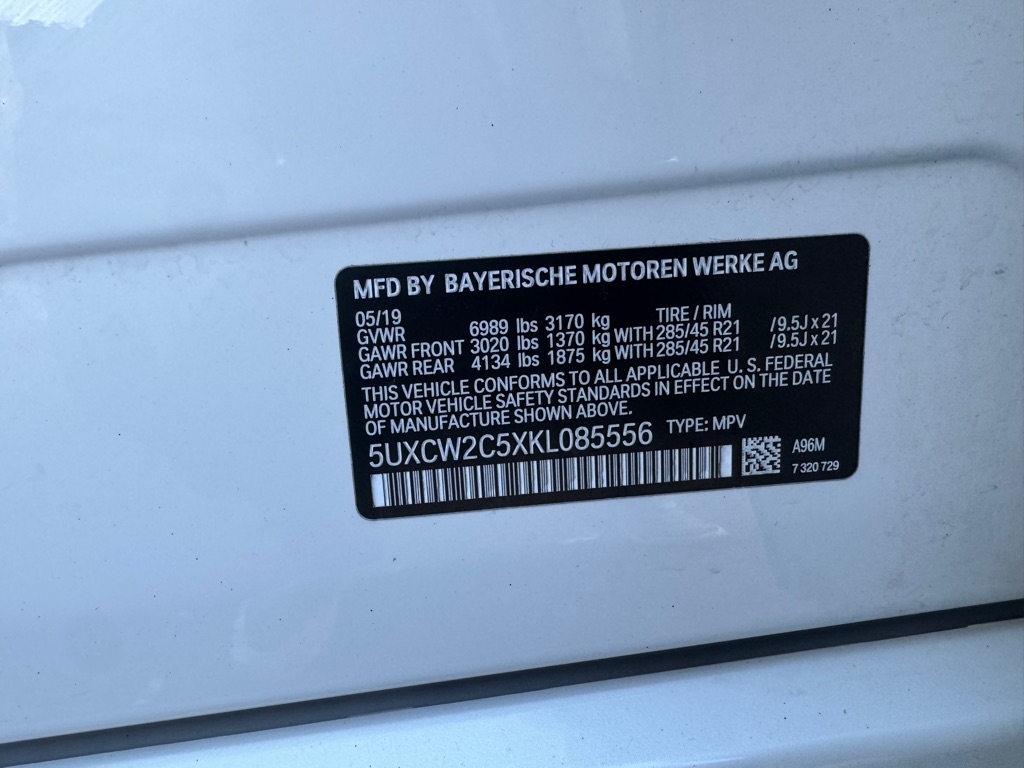 MFD BY BAYERISCHE MOTOREN WERKE AG
05/19 TIRE / RIM
GVWR 6989 lbs 3170 kg
GAWR FRONT 3020 lbs 1370 kg WITH 285/45 R21 /9.5J x 21
GAWR REAR 4134 lbs 1875 kg WITH 285/45 R21 /9.5J x 21
THIS VEHICLE CONFORMS TO ALL APPLICABLE U. S. FEDERAL
MOTOR VEHICLE SAFETY STANDARDS IN EFFECT ON THE DATE
OF MANUFACTURE SHOWN ABOVE.
5UXCW2C5XKL085556 TYPE: MPV
A96M
7 320 729